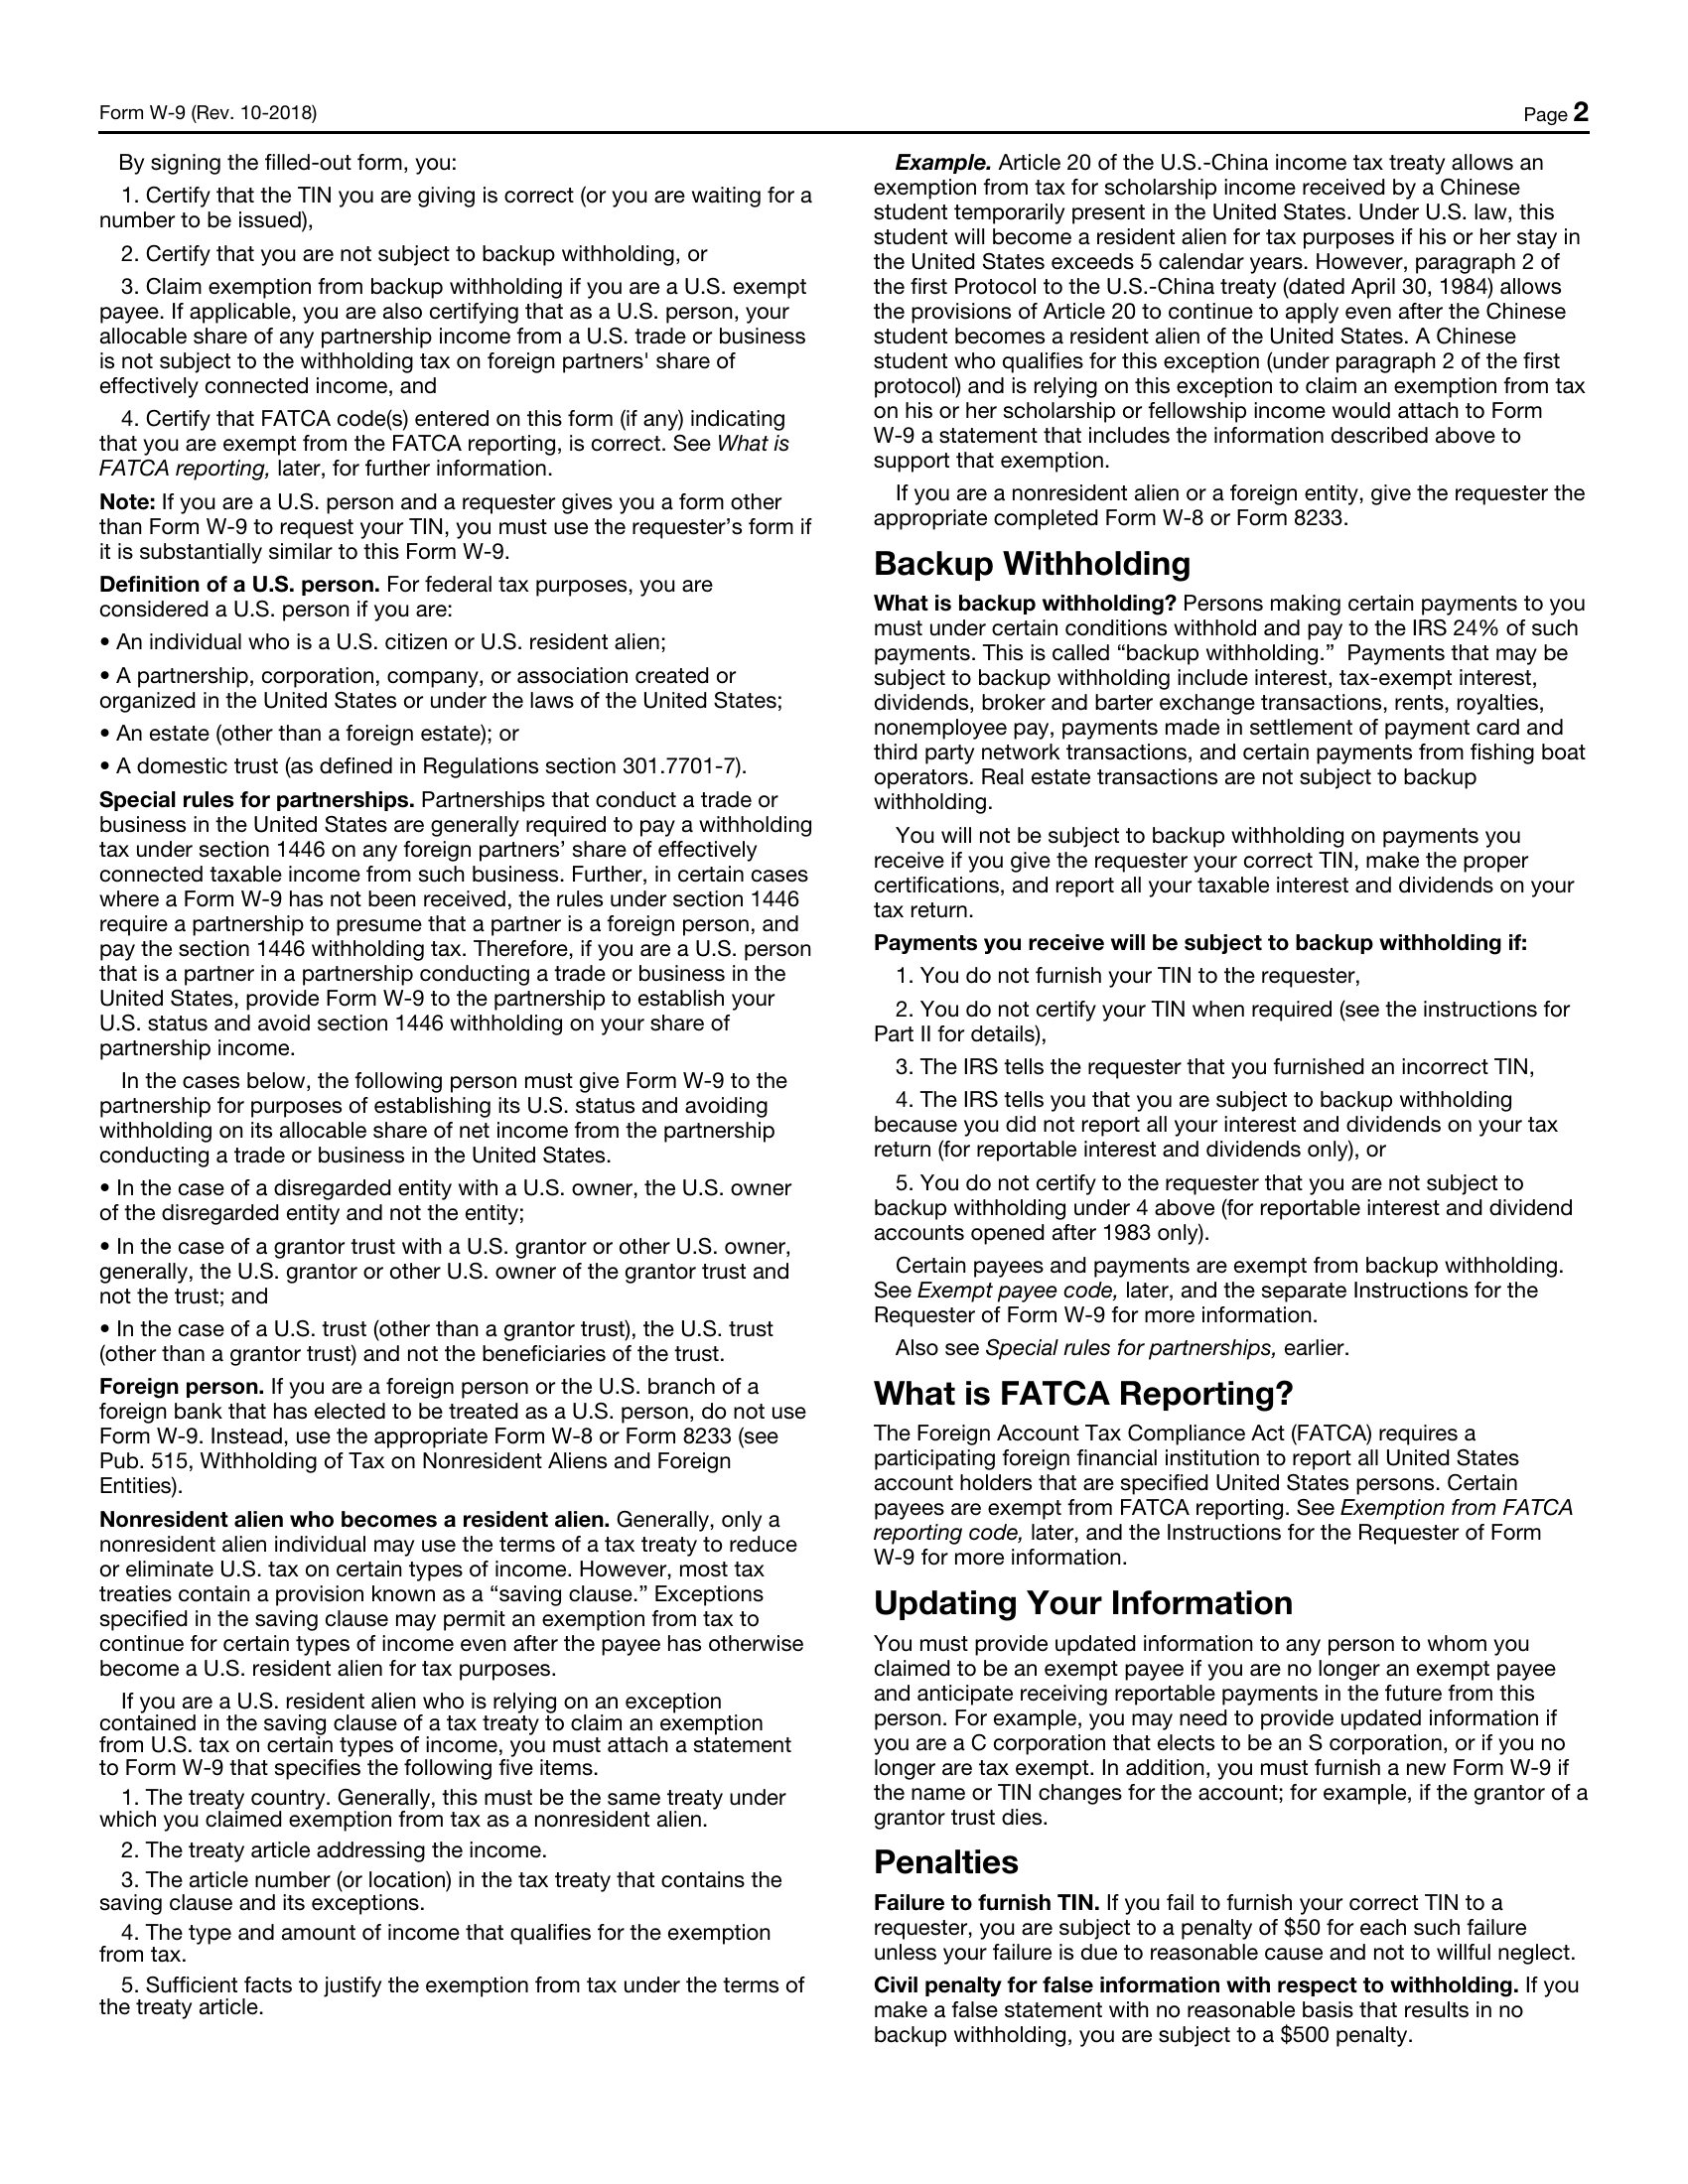 Form W-9 (Rev. 10-2018)
Page 2
By signing the filled-out form, you:
1. Certify that the TIN you are giving is correct (or you are waiting for a
number to be issued),
2. Certify that you are not subject to backup withholding, or
3. Claim exemption from backup withholding if you are a U.S. exempt
payee. If applicable, you are also certifying that as a U.S. person, your
allocable share of any partnership income from a U.S. trade or business
is not subject to the withholding tax on foreign partners' share of
effectively connected income, and
4. Certify that FATCA code(s) entered on this form (if any) indicating
that you are exempt from the FATCA reporting, is correct. See What is
FATCA reporting, later, for further information.
Note: If you are a U.S. person and a requester gives you a form other
than Form W-9 to request your TIN, you must use the requester’s form if
it is substantially similar to this Form W-9.
Definition of a U.S. person. For federal tax purposes, you are
considered a U.S. person if you are:
• An individual who is a U.S. citizen or U.S. resident alien;
• A partnership, corporation, company, or association created or
organized in the United States or under the laws of the United States;
• An estate (other than a foreign estate); or
• A domestic trust (as defined in Regulations section 301.7701-7).
Special rules for partnerships. Partnerships that conduct a trade or
business in the United States are generally required to pay a withholding
tax under section 1446 on any foreign partners’ share of effectively
connected taxable income from such business. Further, in certain cases
where a Form W-9 has not been received, the rules under section 1446
require a partnership to presume that a partner is a foreign person, and
pay the section 1446 withholding tax. Therefore, if you are a U.S. person
that is a partner in a partnership conducting a trade or business in the
United States, provide Form W-9 to the partnership to establish your
U.S. status and avoid section 1446 withholding on your share of
partnership income.
In the cases below, the following person must give Form W-9 to the
partnership for purposes of establishing its U.S. status and avoiding
withholding on its allocable share of net income from the partnership
conducting a trade or business in the United States.
• In the case of a disregarded entity with a U.S. owner, the U.S. owner
of the disregarded entity and not the entity;
• In the case of a grantor trust with a U.S. grantor or other U.S. owner,
generally, the U.S. grantor or other U.S. owner of the grantor trust and
not the trust; and
• In the case of a U.S. trust (other than a grantor trust), the U.S. trust
(other than a grantor trust) and not the beneficiaries of the trust.
Foreign person. If you are a foreign person or the U.S. branch of a
foreign bank that has elected to be treated as a U.S. person, do not use
Form W-9. Instead, use the appropriate Form W-8 or Form 8233 (see
Pub. 515, Withholding of Tax on Nonresident Aliens and Foreign
Entities).
Nonresident alien who becomes a resident alien. Generally, only a
nonresident alien individual may use the terms of a tax treaty to reduce
or eliminate U.S. tax on certain types of income. However, most tax
treaties contain a provision known as a “saving clause.” Exceptions
specified in the saving clause may permit an exemption from tax to
continue for certain types of income even after the payee has otherwise
become a U.S. resident alien for tax purposes.
If you are a U.S. resident alien who is relying on an exception
contained in the saving clause of a tax treaty to claim an exemption
from U.S. tax on certain types of income, you must attach a statement
to Form W-9 that specifies the following five items.
1. The treaty country. Generally, this must be the same treaty under
which you claimed exemption from tax as a nonresident alien.
2. The treaty article addressing the income.
3. The article number (or location) in the tax treaty that contains the
saving clause and its exceptions.
4. The type and amount of income that qualifies for the exemption
from tax.
5. Sufficient facts to justify the exemption from tax under the terms of
the treaty article.
Example. Article 20 of the U.S.-China income tax treaty allows an
exemption from tax for scholarship income received by a Chinese
student temporarily present in the United States. Under U.S. law, this
student will become a resident alien for tax purposes if his or her stay in
the United States exceeds 5 calendar years. However, paragraph 2 of
the first Protocol to the U.S.-China treaty (dated April 30, 1984) allows
the provisions of Article 20 to continue to apply even after the Chinese
student becomes a resident alien of the United States. A Chinese
student who qualifies for this exception (under paragraph 2 of the first
protocol) and is relying on this exception to claim an exemption from tax
on his or her scholarship or fellowship income would attach to Form
W-9 a statement that includes the information described above to
support that exemption.
If you are a nonresident alien or a foreign entity, give the requester the
appropriate completed Form W-8 or Form 8233.
Backup Withholding
What is backup withholding? Persons making certain payments to you
must under certain conditions withhold and pay to the IRS 24% of such
payments. This is called “backup withholding.”  Payments that may be
subject to backup withholding include interest, tax-exempt interest,
dividends, broker and barter exchange transactions, rents, royalties,
nonemployee pay, payments made in settlement of payment card and
third party network transactions, and certain payments from fishing boat
operators. Real estate transactions are not subject to backup
withholding.
You will not be subject to backup withholding on payments you
receive if you give the requester your correct TIN, make the proper
certifications, and report all your taxable interest and dividends on your
tax return.
Payments you receive will be subject to backup withholding if:
1. You do not furnish your TIN to the requester,
2. You do not certify your TIN when required (see the instructions for
Part II for details),
3. The IRS tells the requester that you furnished an incorrect TIN,
4. The IRS tells you that you are subject to backup withholding
because you did not report all your interest and dividends on your tax
return (for reportable interest and dividends only), or
5. You do not certify to the requester that you are not subject to
backup withholding under 4 above (for reportable interest and dividend
accounts opened after 1983 only).
Certain payees and payments are exempt from backup withholding.
See Exempt payee code, later, and the separate Instructions for the
Requester of Form W-9 for more information.
Also see Special rules for partnerships, earlier.
What is FATCA Reporting?
The Foreign Account Tax Compliance Act (FATCA) requires a
participating foreign financial institution to report all United States
account holders that are specified United States persons. Certain
payees are exempt from FATCA reporting. See Exemption from FATCA
reporting code, later, and the Instructions for the Requester of Form
W-9 for more information.
Updating Your Information
You must provide updated information to any person to whom you
claimed to be an exempt payee if you are no longer an exempt payee
and anticipate receiving reportable payments in the future from this
person. For example, you may need to provide updated information if
you are a C corporation that elects to be an S corporation, or if you no
longer are tax exempt. In addition, you must furnish a new Form W-9 if
the name or TIN changes for the account; for example, if the grantor of a
grantor trust dies.
Penalties
Failure to furnish TIN. If you fail to furnish your correct TIN to a
requester, you are subject to a penalty of $50 for each such failure
unless your failure is due to reasonable cause and not to willful neglect.
Civil penalty for false information with respect to withholding. If you
make a false statement with no reasonable basis that results in no
backup withholding, you are subject to a $500 penalty.